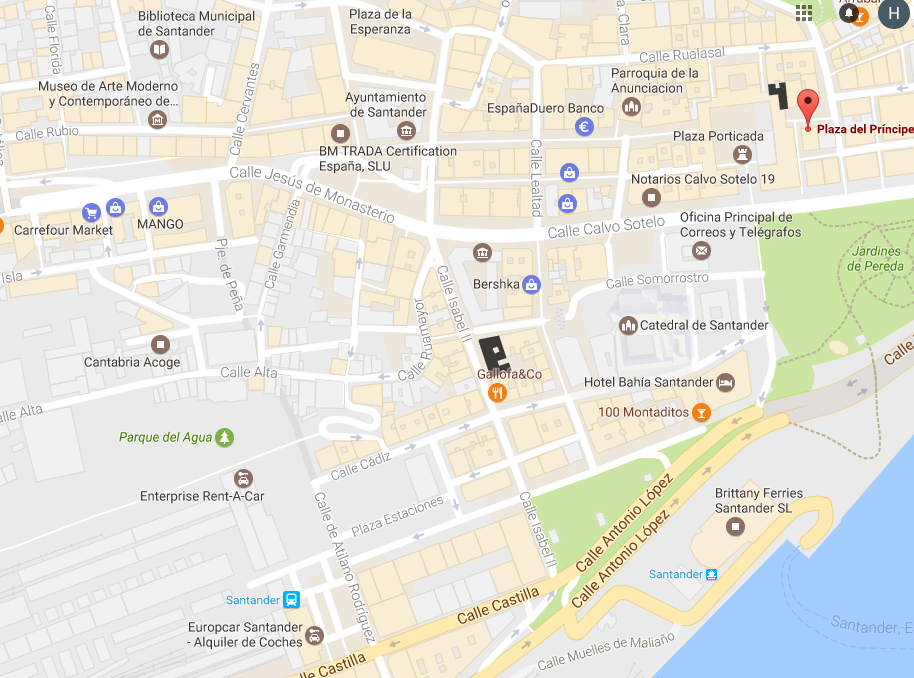 Calle Florida
Biblioteca Municipal
de Santander
Plaza de la
Esperanza
Calle Cervantes
a. Clara
Calle Rualasal
H
Museo de Arte Moderno
y Contemporáneo de...
Ayuntamiento
de Santander
EspañaDuero Banco
Parroquia de la
Anunciacion
Plaza Porticada
Plaza del Príncipe
Calle Rubio
BM TRADA Certification
España, SLU
Calle Lealtad
Notarios Calvo Sotelo 19
Calle Jesús de Monasterio
Carrefour Market
MANGO
Calle Calvo Sotelo
Oficina Principal de
Correos y Telégrafos
Calle Garmendia
Pje. de Peña
Isla
Jardines
de Pereda
Bershka
Calle Somorrostro
Calle Isabel II
Ruamayor
Catedral de Santander
Cantabria Acoge
Calle Alta
Calle R
Gallofa&Co
Calle
Hotel Bahía Santander
alle Alta
100 Montaditos
Parque del Agua
Calle Cádiz
Enterprise Rent-A-Car
Plaza Estaciones
Calle de Atilano Rodríguez
Calle Isabel II
Calle Antonio López
Calle Antonio López
Brittany Ferries
Santander SL
Santander
Santander
Calle Castilla
Europcar Santander
- Alquiler de Coches
Calle Muelles de Maliaño
Santander, E
lle Castilla